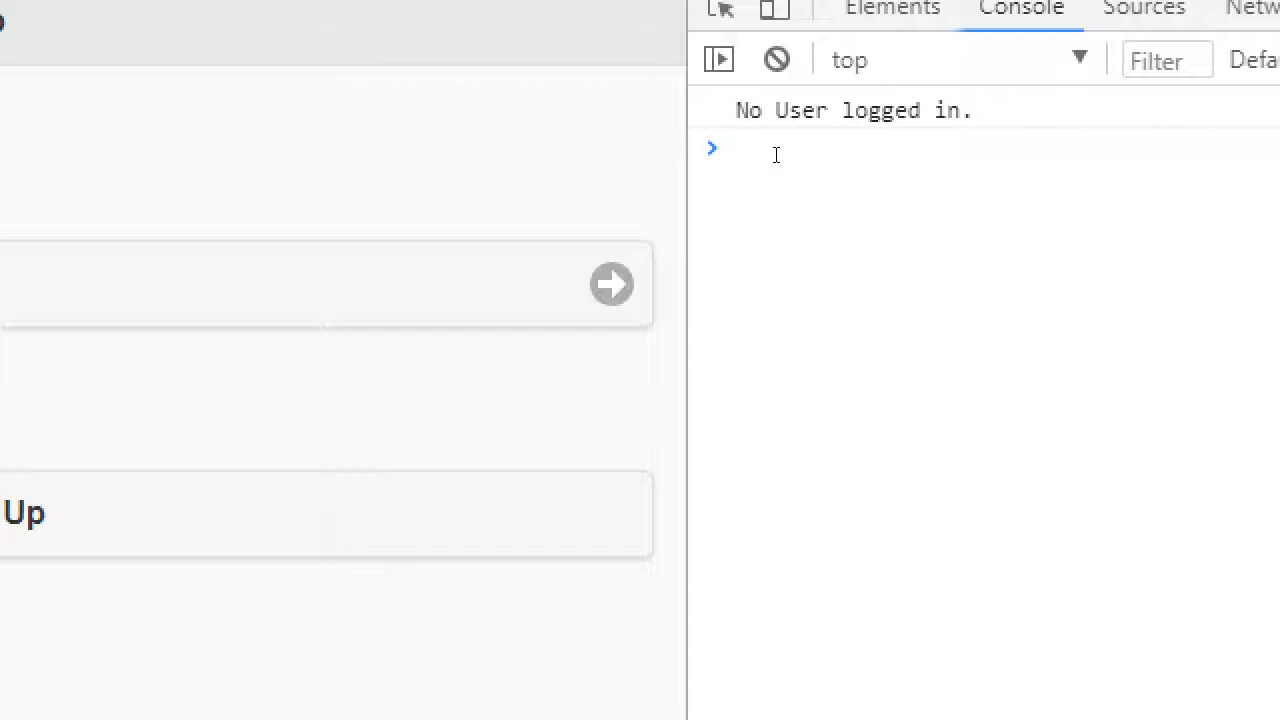 Elements Console Sources
top Filter
No User logged in.
Up